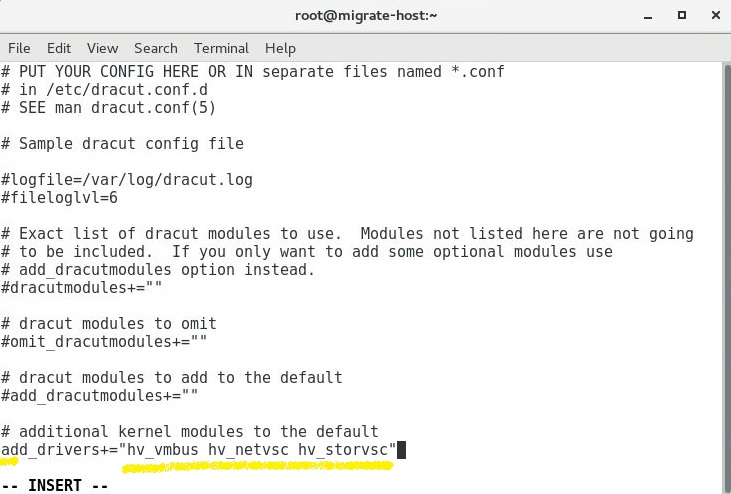 root@migrate-host:~
File Edit View Search Terminal Help
# PUT YOUR CONFIG HERE OR IN separate files named *.conf
# in /etc/dracut.conf.d
# SEE man dracut.conf(5)
# Sample dracut config file
#logfile=/var/log/dracut.log
#fileloglvl=6
# Exact list of dracut modules to use.  Modules not listed here are not going
# to be included.  If you only want to add some optional modules use
# add_dracutmodules option instead.
#dracutmodules+=""
# dracut modules to omit
#omit_dracutmodules+=""
# dracut modules to add to the default
#add_dracutmodules+=""
# additional kernel modules to the default
add_drivers+="hv_vmbus hv_netvsc hv_storvsc"
-- INSERT --